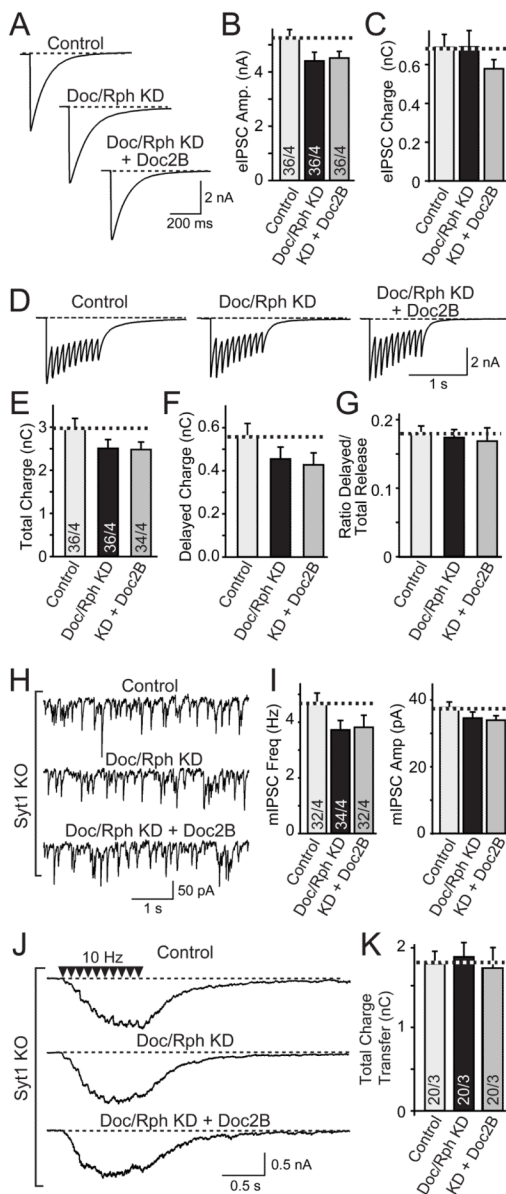 A
Control
Doc/Rph KD
Doc/Rph KD
+ Doc2B
2 nA
200 ms
B
eIPSC Amp. (nA)
5.0
2.5
0
36/4
36/4
36/4
Control
Doc/Rph KD
KD + Doc2B
C
eIPSC Charge (nC)
0.6
0.4
0.2
0.0
Control
Doc/Rph KD
KD + Doc2B
D
Control
Doc/Rph KD
Doc/Rph KD
+ Doc2B
2 nA
1 s
E
Total Charge (nC)
3
2
1
0
36/4
36/4
34/4
Control
Doc/Rph KD
KD + Doc2B
F
Delayed Charge (nC)
0.6
0.4
0.2
0.0
Control
Doc/Rph KD
KD + Doc2B
G
Ratio Delayed/
Total Release
0.2
0.1
0
Control
Doc/Rph KD
KD + Doc2B
H
Syt1 KO
Control
Doc/Rph KD
Doc/Rph KD + Doc2B
50 pA
1 s
I
mIPSC Freq (Hz)
4
2
0
32/4
34/4
32/4
Control
Doc/Rph KD
KD + Doc2B
mIPSC Amp (pA)
40
20
0
Control
Doc/Rph KD
KD + Doc2B
J
Syt1 KO
10 Hz
Control
Doc/Rph KD
Doc/Rph KD + Doc2B
0.5 nA
0.5 s
K
Total Charge
Transfer (nC)
2
1
0
20/3
20/3
20/3
Control
Doc/Rph KD
KD + Doc2B